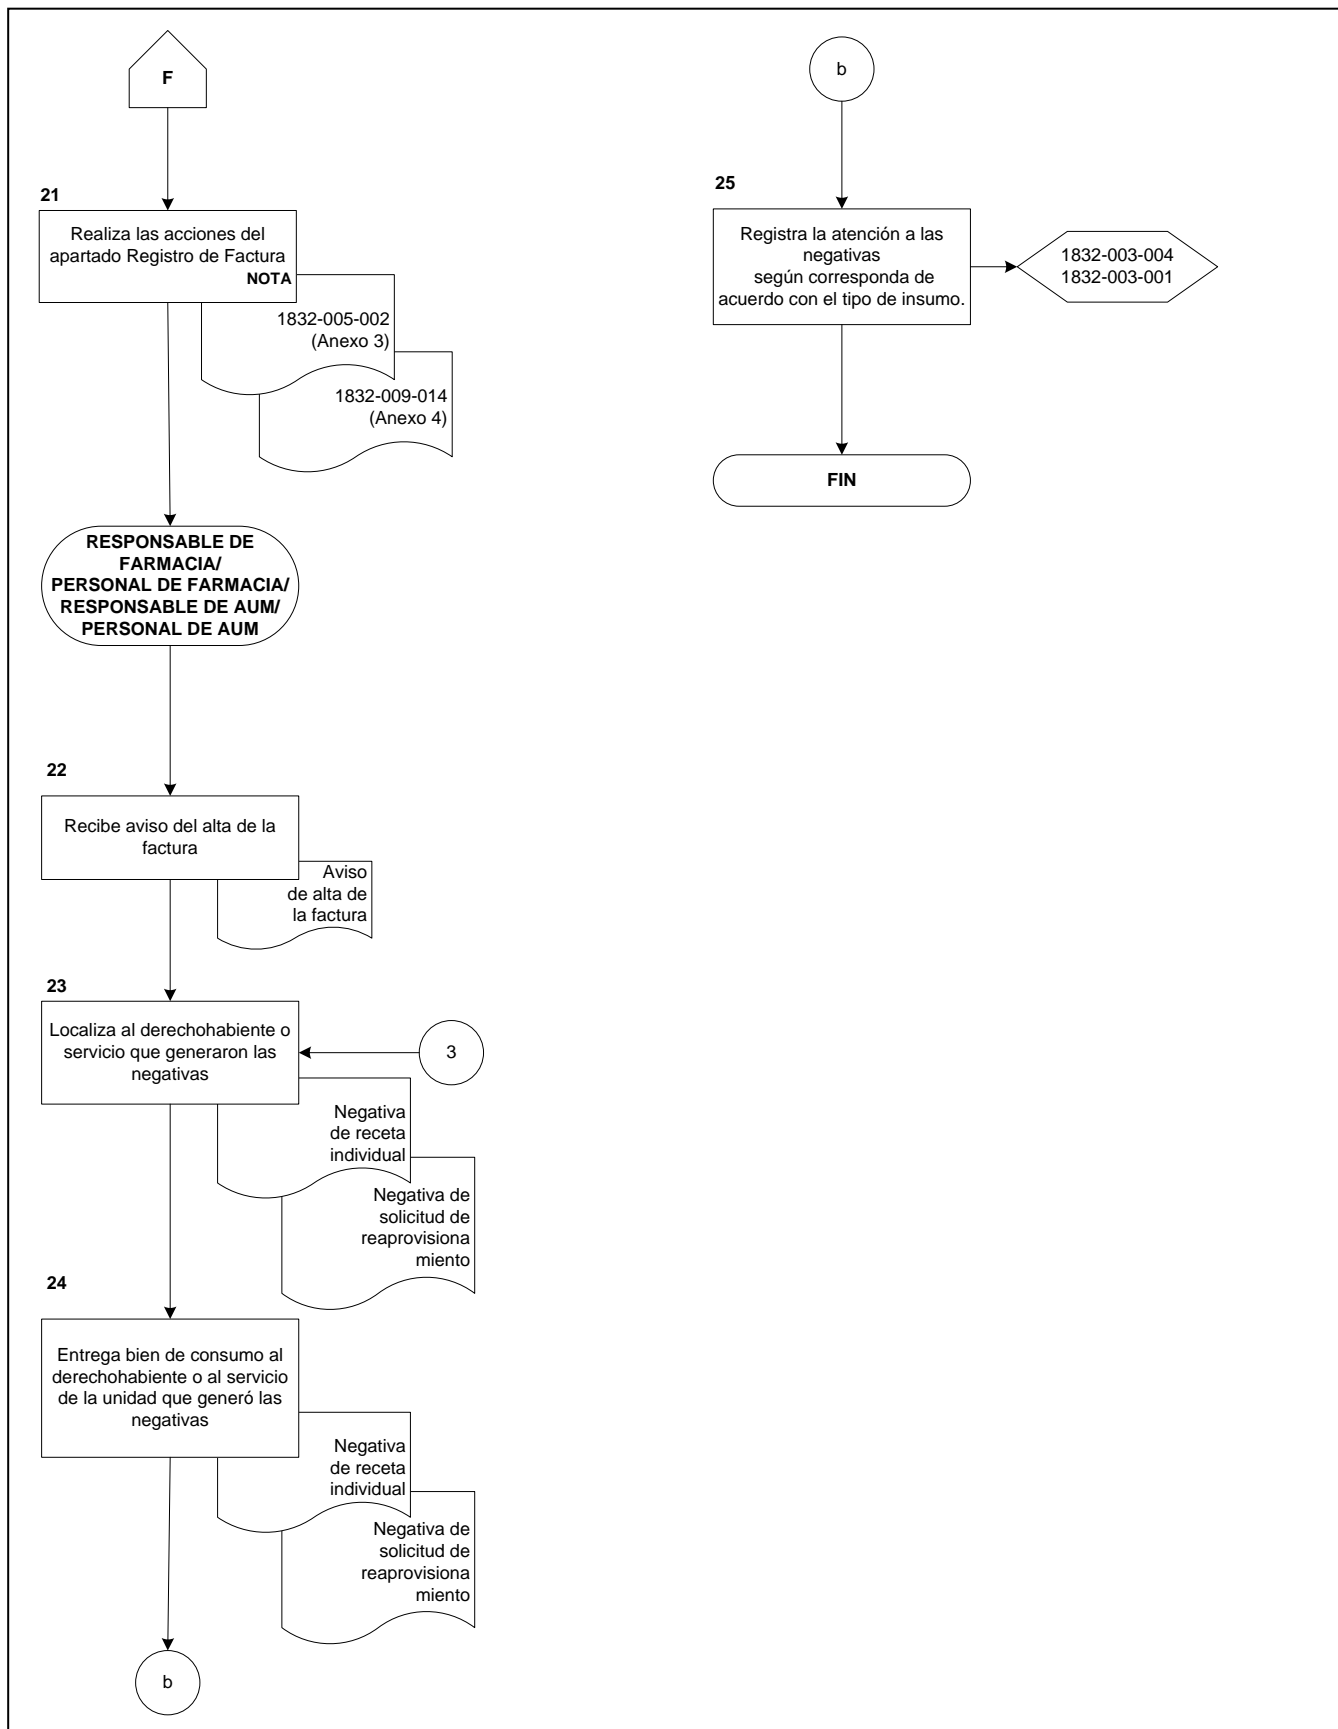 F
21
Realiza las acciones del
apartado Registro de Factura
NOTA
1832-005-002
(Anexo 3)
1832-009-014
(Anexo 4)
RESPONSABLE DE
FARMACIA/
PERSONAL DE FARMACIA/
RESPONSABLE DE AUM/
PERSONAL DE AUM
22
Recibe aviso del alta de la
factura
Aviso
de alta de
la factura
23
Localiza al derechohabiente o
servicio que generaron las
negativas
3
Negativa
de receta
individual
Negativa de
solicitud de
reaprovisiona
miento
24
Entrega bien de consumo al
derechohabiente o al servicio
de la unidad que generó las
negativas
Negativa
de receta
individual
Negativa de
solicitud de
reaprovisiona
miento
b
b
25
Registra la atención a las
negativas
según corresponda de
acuerdo con el tipo de insumo.
1832-003-004
1832-003-001
FIN